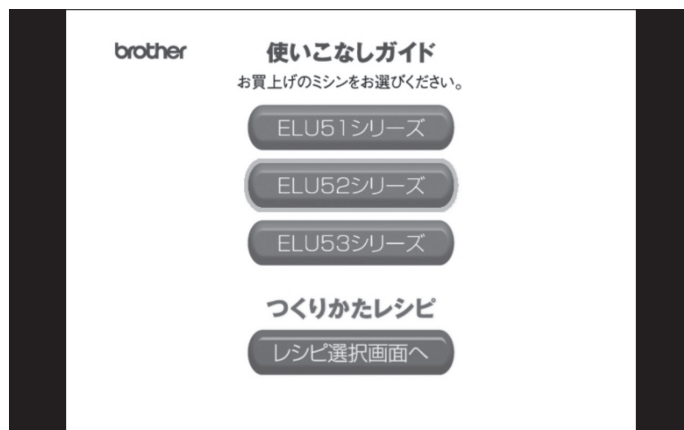 brother
使いこなしガイド
お買上げのミシンをお選びください。
ELU51シリーズ
ELU52シリーズ
ELU53シリーズ
つくりかたレシピ
レシピ選択画面へ